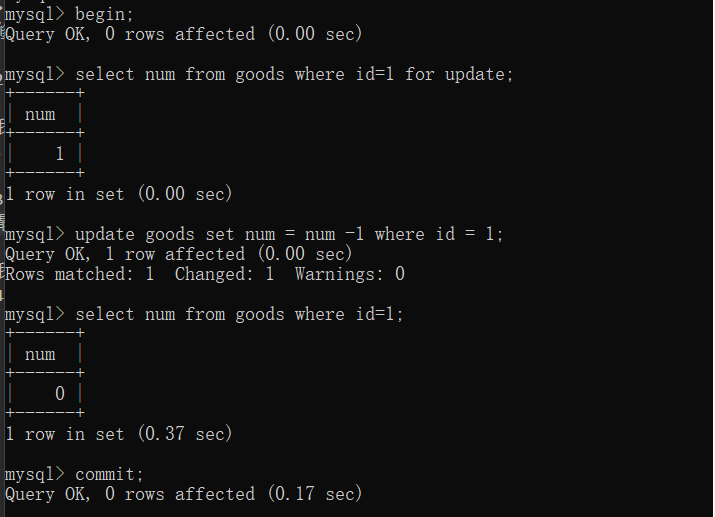 mysql> begin;
Query OK, 0 rows affected (0.00 sec)
mysql> select num from goods where id=1 for update;
+------+
| num  |
+------+
|    1 |
+------+
1 row in set (0.00 sec)
mysql> update goods set num = num -1 where id = 1;
Query OK, 1 row affected (0.00 sec)
Rows matched: 1  Changed: 1  Warnings: 0
mysql> select num from goods where id=1;
+------+
| num  |
+------+
|    0 |
+------+
1 row in set (0.37 sec)
mysql> commit;
Query OK, 0 rows affected (0.17 sec)